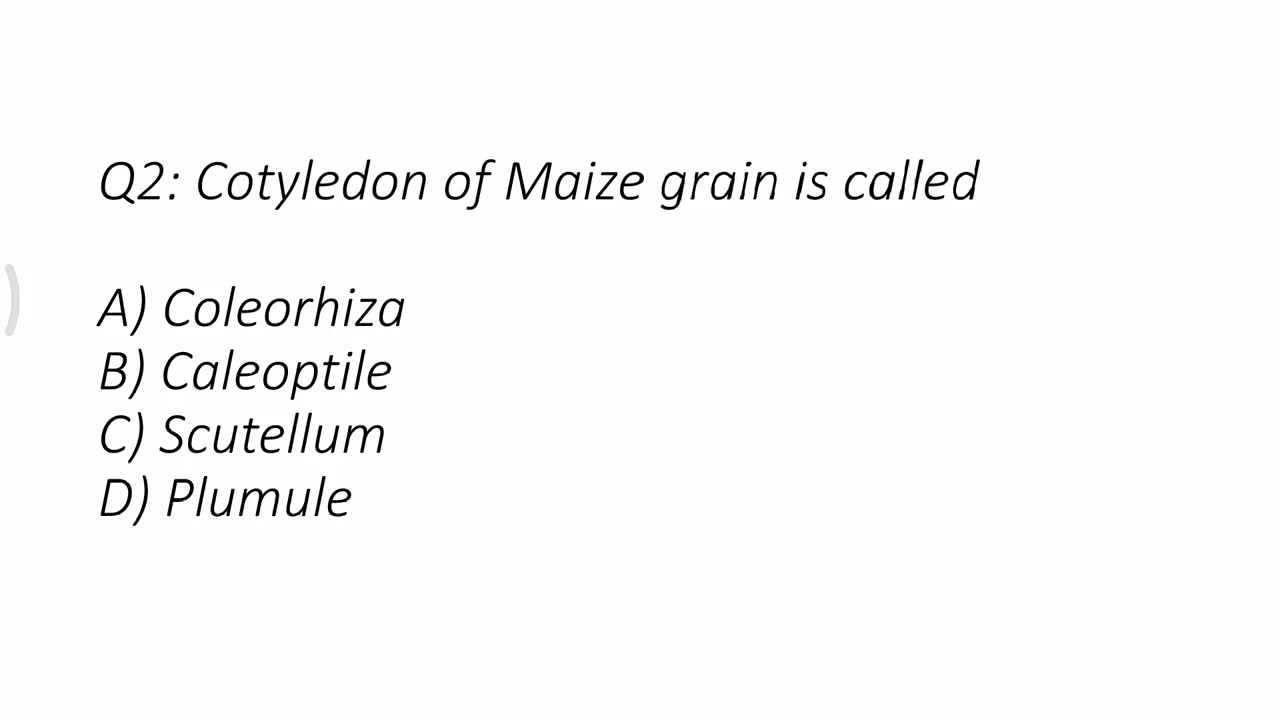 Q2: Cotyledon of Maize grain is called
A) Coleorhiza
B) Caleoptile
C) Scutellum
D) Plumule